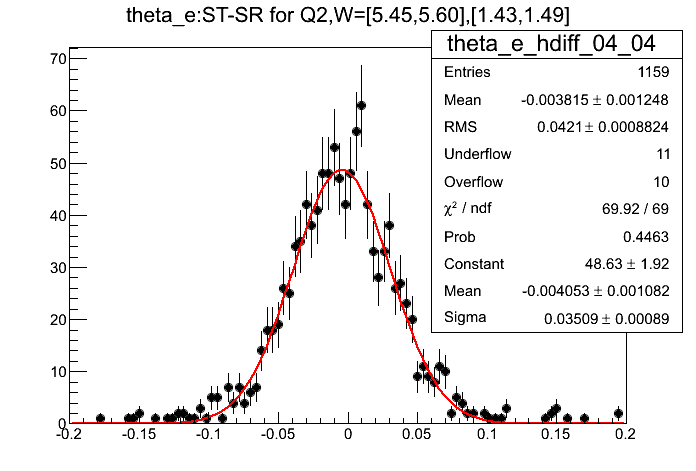 theta_e:ST-SR for Q2,W=[5.45,5.60],[1.43,1.49]
theta_e_hdiff_04_04
Entries 1159
Mean -0.003815 ± 0.001248
RMS 0.0421 ± 0.0008824
Underflow 11
Overflow 10
χ² / ndf 69.92 / 69
Prob 0.4463
Constant 48.63 ± 1.92
Mean -0.004053 ± 0.001082
Sigma 0.03509 ± 0.00089
70
60
50
40
30
20
10
0
-0.2 -0.15 -0.1 -0.05 0 0.05 0.1 0.15 0.2